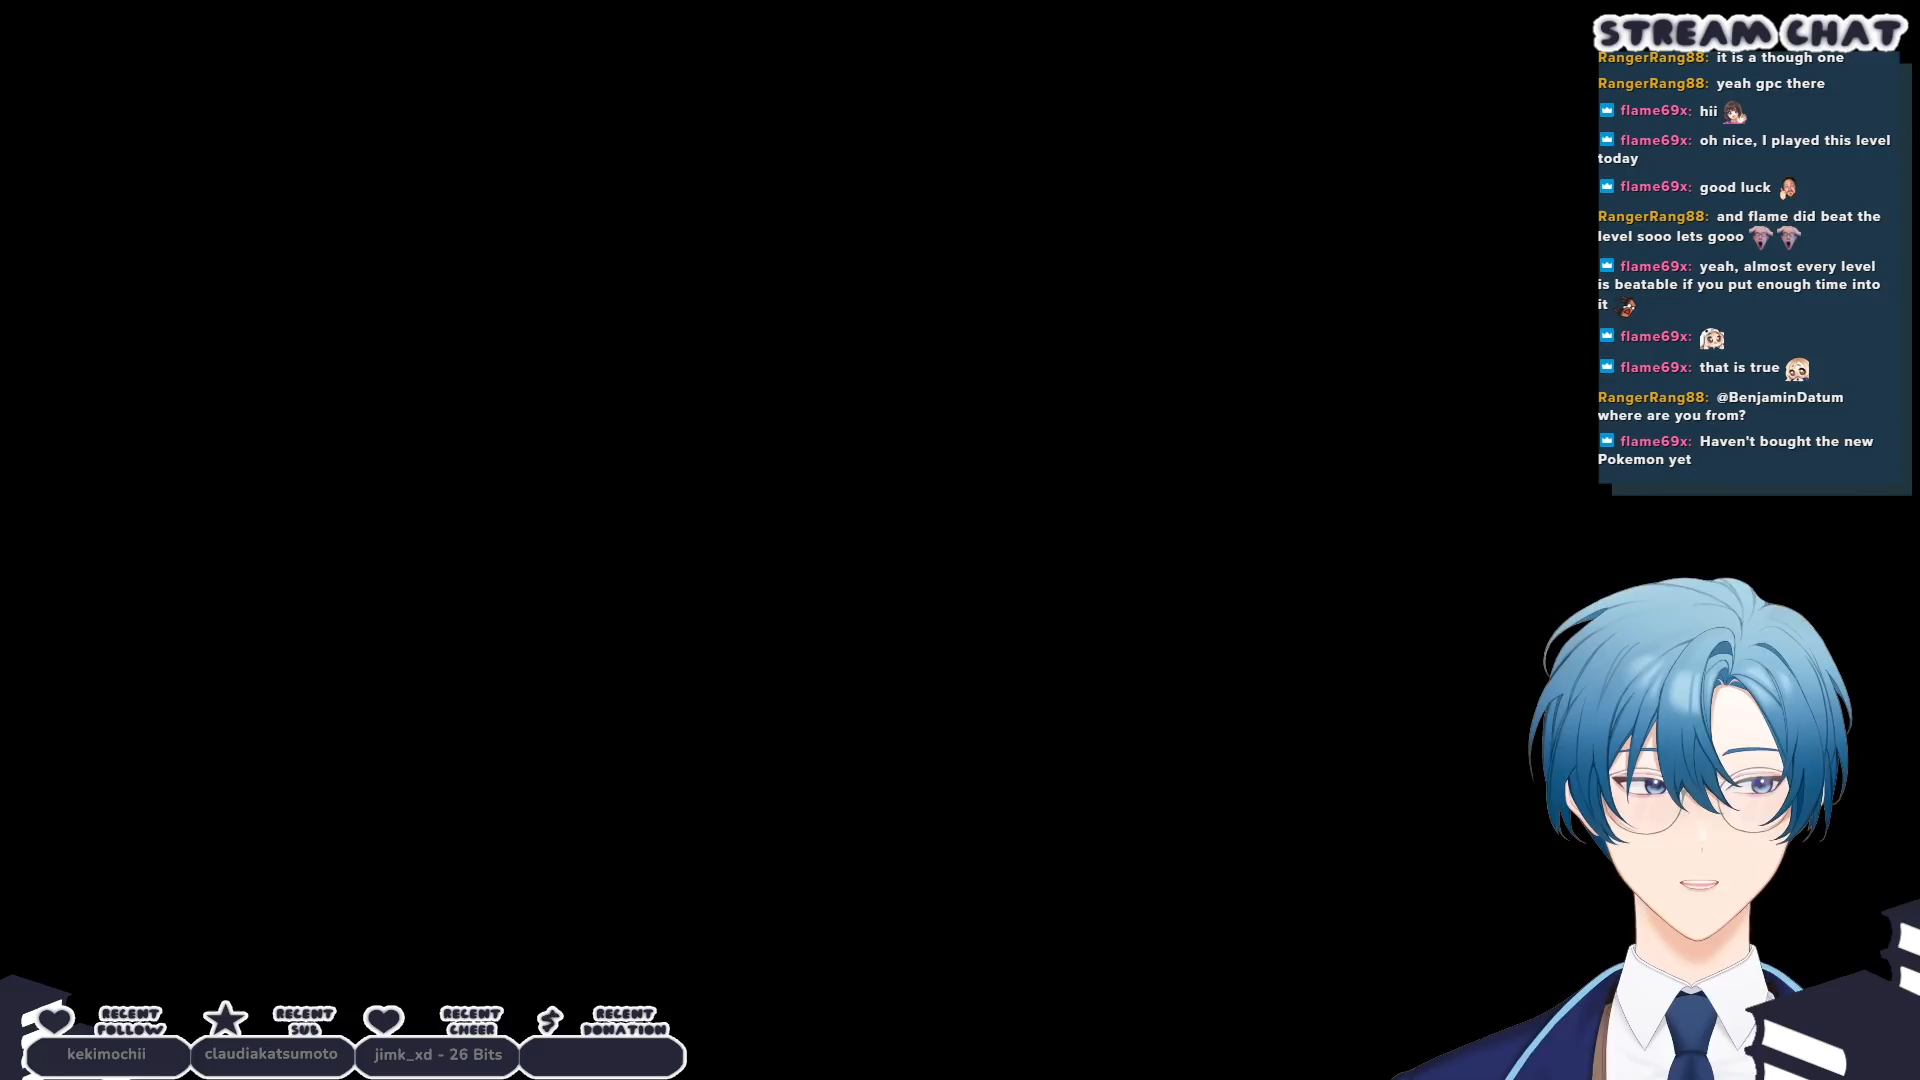 STREAM CHAT
RangerRang88: it is a though one
RangerRang88: yeah gpc there
flame69x: hii
flame69x: oh nice, I played this level
today
flame69x: good luck
RangerRang88: and flame did beat the
level sooo lets gooo
flame69x: yeah, almost every level
is beatable if you put enough time into
it
flame69x:
flame69x: that is true
RangerRang88: @BenjaminDatum
where are you from?
flame69x: Haven't bought the new
Pokemon yet
RECENT
FOLLOW
kekimochii
RECENT
SUB
claudiakatsumoto
RECENT
CHEER
jimk_xd - 26 Bits
RECENT
DONATION